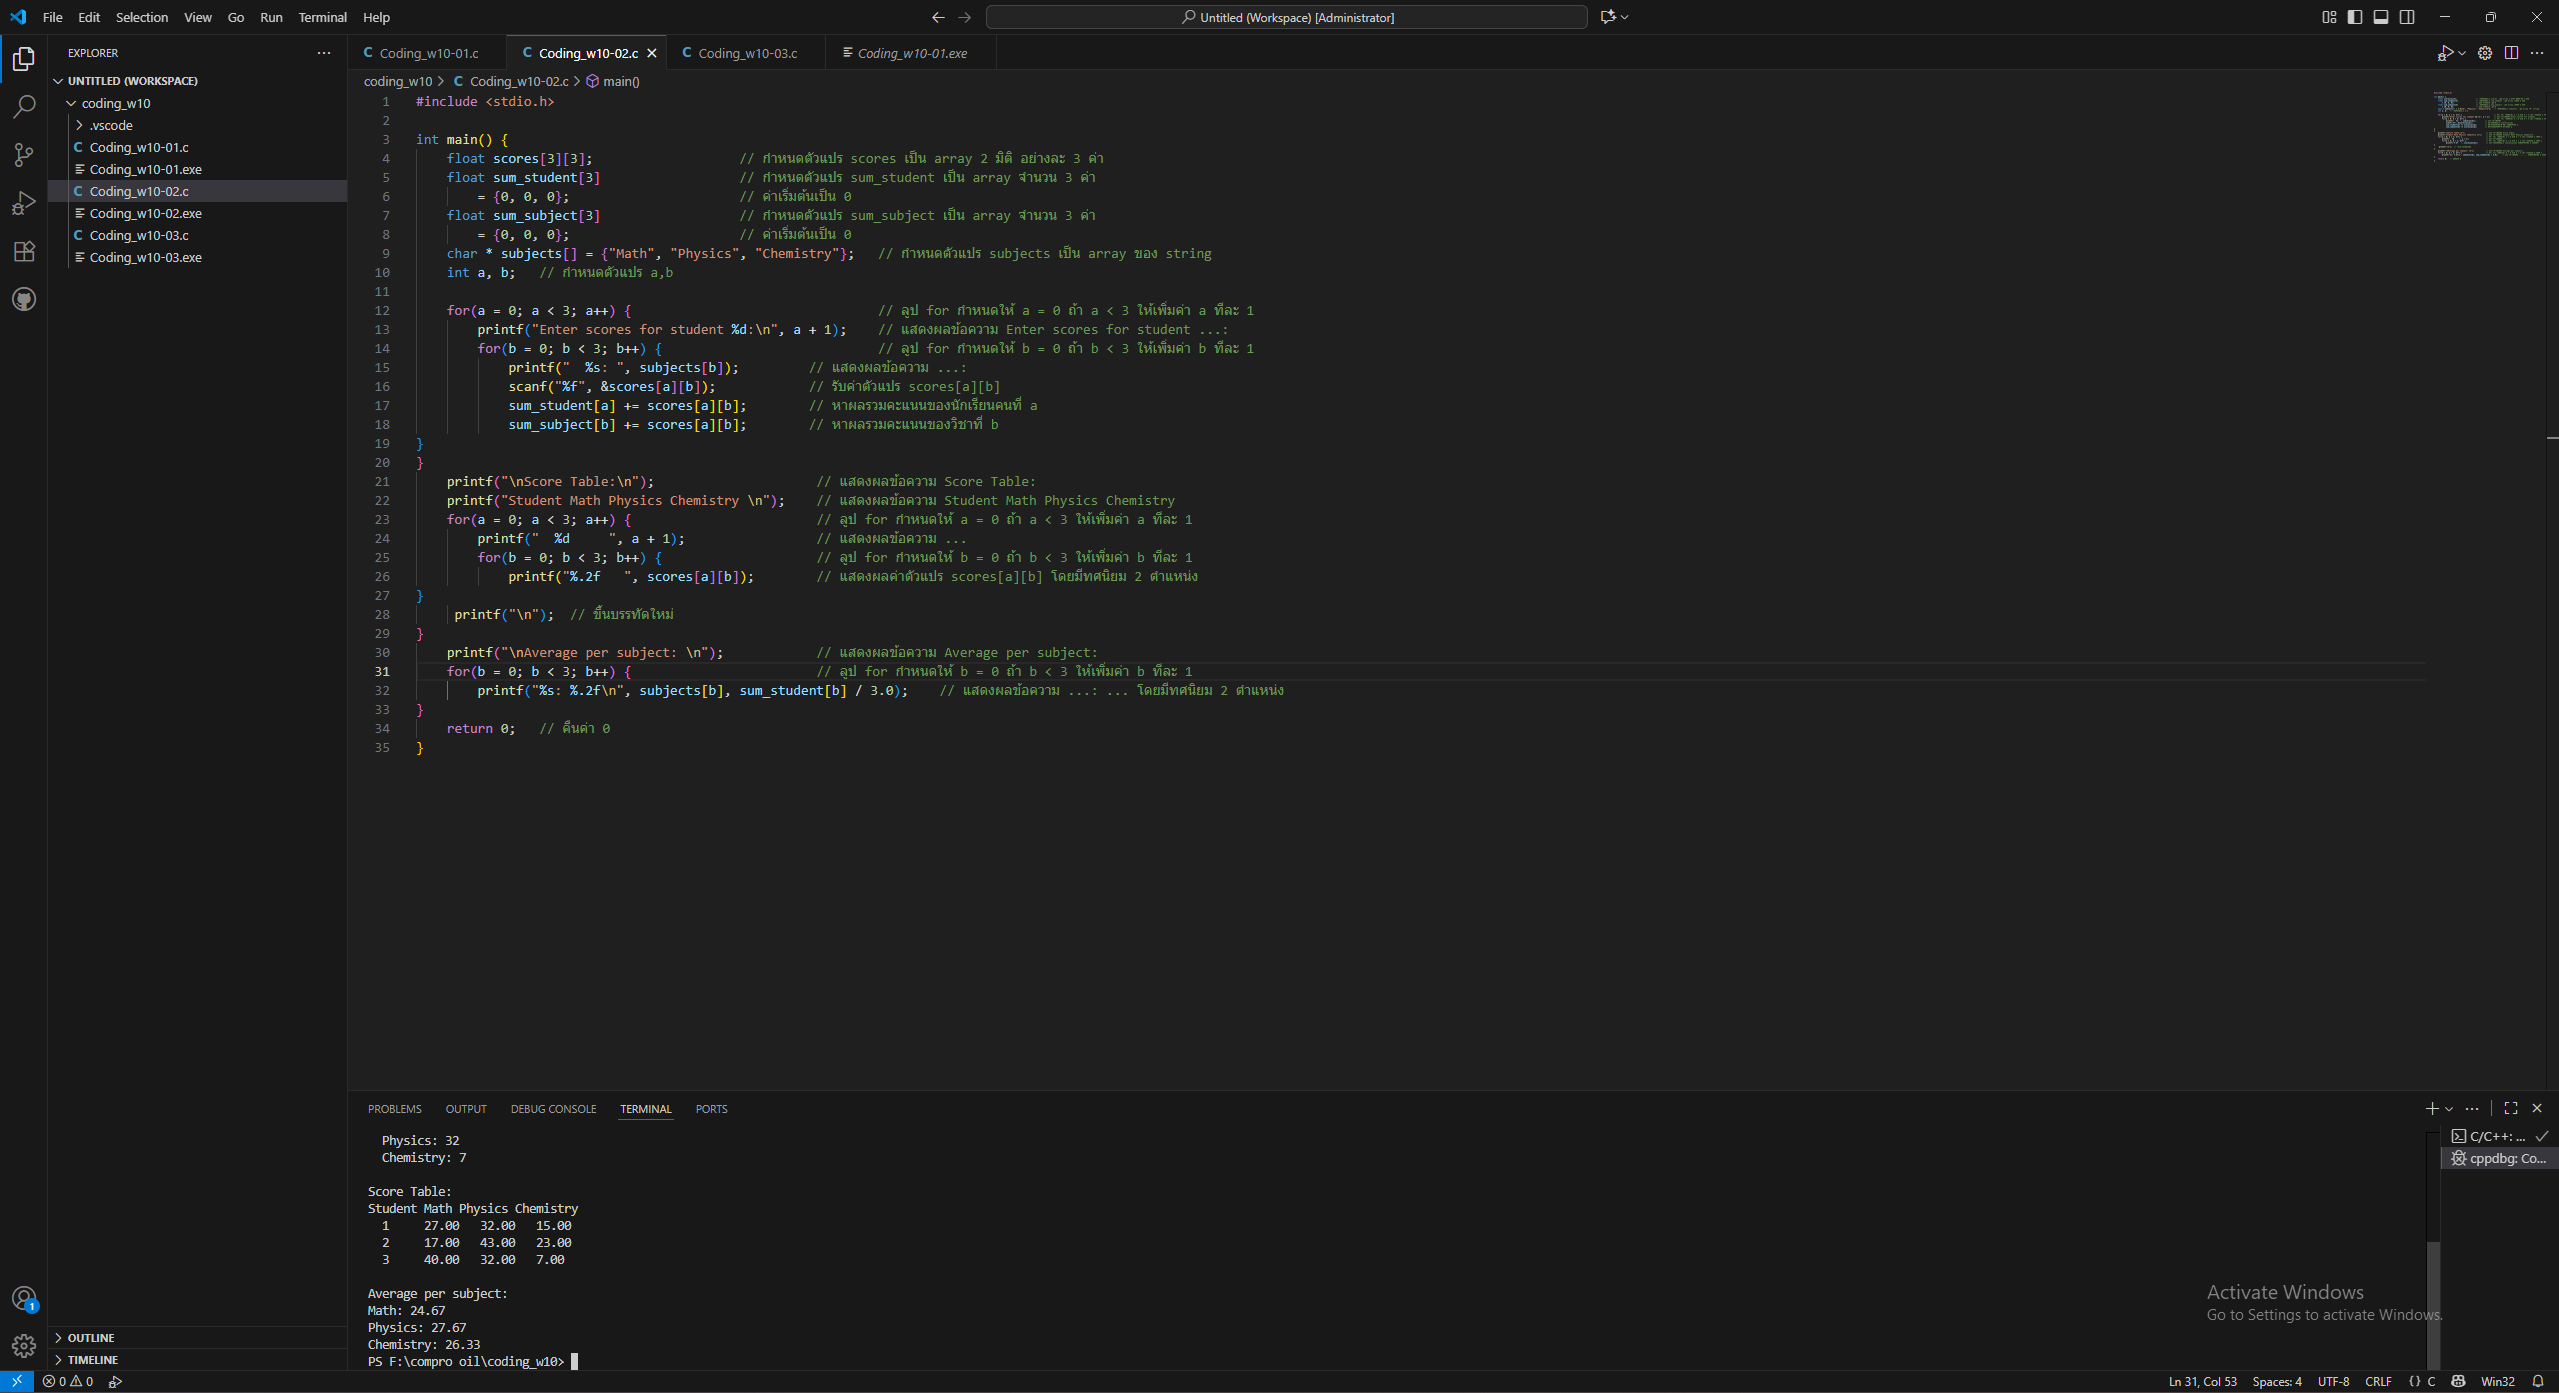 File Edit Selection View Go Run Terminal Help
Untitled (Workspace) [Administrator]
EXPLORER
UNTITLED (WORKSPACE)
coding_w10
.vscode
Coding_w10-01.c
Coding_w10-01.exe
Coding_w10-02.c
Coding_w10-02.exe
Coding_w10-03.c
Coding_w10-03.exe
OUTLINE
TIMELINE
Coding_w10-01.c Coding_w10-02.c Coding_w10-03.c Coding_w10-01.exe
coding_w10 > Coding_w10-02.c > main()
1 #include <stdio.h>
2
3 int main() {
4 float scores[3][3]; // กำหนดตัวแปร scores เป็น array 2 มิติ อย่างละ 3 ค่า
5 float sum_student[3] // กำหนดตัวแปร sum_student เป็น array จำนวน 3 ค่า
6 = {0, 0, 0}; // ค่าเริ่มต้นเป็น 0
7 float sum_subject[3] // กำหนดตัวแปร sum_subject เป็น array จำนวน 3 ค่า
8 = {0, 0, 0}; // ค่าเริ่มต้นเป็น 0
9 char * subjects[] = {"Math", "Physics", "Chemistry"}; // กำหนดตัวแปร subjects เป็น array ของ string
10 int a, b; // กำหนดตัวแปร a,b
11
12 for(a = 0; a < 3; a++) { // ลูป for กำหนดให้ a = 0 ถ้า a < 3 ให้เพิ่มค่า a ทีละ 1
13 printf("Enter scores for student %d:\n", a + 1); // แสดงผลข้อความ Enter scores for student ...:
14 for(b = 0; b < 3; b++) { // ลูป for กำหนดให้ b = 0 ถ้า b < 3 ให้เพิ่มค่า b ทีละ 1
15 printf("  %s: ", subjects[b]); // แสดงผลข้อความ ...:
16 scanf("%f", &scores[a][b]); // รับค่าตัวแปร scores[a][b]
17 sum_student[a] += scores[a][b]; // หาผลรวมคะแนนของนักเรียนคนที่ a
18 sum_subject[b] += scores[a][b]; // หาผลรวมคะแนนของวิชาที่ b
19 }
20 }
21 printf("\nScore Table:\n"); // แสดงผลข้อความ Score Table:
22 printf("Student Math Physics Chemistry \n"); // แสดงผลข้อความ Student Math Physics Chemistry
23 for(a = 0; a < 3; a++) { // ลูป for กำหนดให้ a = 0 ถ้า a < 3 ให้เพิ่มค่า a ทีละ 1
24 printf("  %d     ", a + 1); // แสดงผลข้อความ ...
25 for(b = 0; b < 3; b++) { // ลูป for กำหนดให้ b = 0 ถ้า b < 3 ให้เพิ่มค่า b ทีละ 1
26 printf("%.2f   ", scores[a][b]); // แสดงผลค่าตัวแปร scores[a][b] โดยมีทศนิยม 2 ตำแหน่ง
27 }
28 printf("\n"); // ขึ้นบรรทัดใหม่
29 }
30 printf("\nAverage per subject: \n"); // แสดงผลข้อความ Average per subject:
31 for(b = 0; b < 3; b++) { // ลูป for กำหนดให้ b = 0 ถ้า b < 3 ให้เพิ่มค่า b ทีละ 1
32 printf("%s: %.2f\n", subjects[b], sum_student[b] / 3.0); // แสดงผลข้อความ ...: ... โดยมีทศนิยม 2 ตำแหน่ง
33 }
34 return 0; // คืนค่า 0
35 }
PROBLEMS OUTPUT DEBUG CONSOLE TERMINAL PORTS
Physics: 32
Chemistry: 7
Score Table:
Student Math Physics Chemistry
1 27.00 32.00 15.00
2 17.00 43.00 23.00
3 40.00 32.00 7.00
Average per subject:
Math: 24.67
Physics: 27.67
Chemistry: 26.33
PS F:\compro oil\coding_w10>
C/C++: ...
cppdbg: Co...
Activate Windows
Go to Settings to activate Windows.
1
0 0
Ln 31, Col 53 Spaces: 4 UTF-8 CRLF {} C Win32